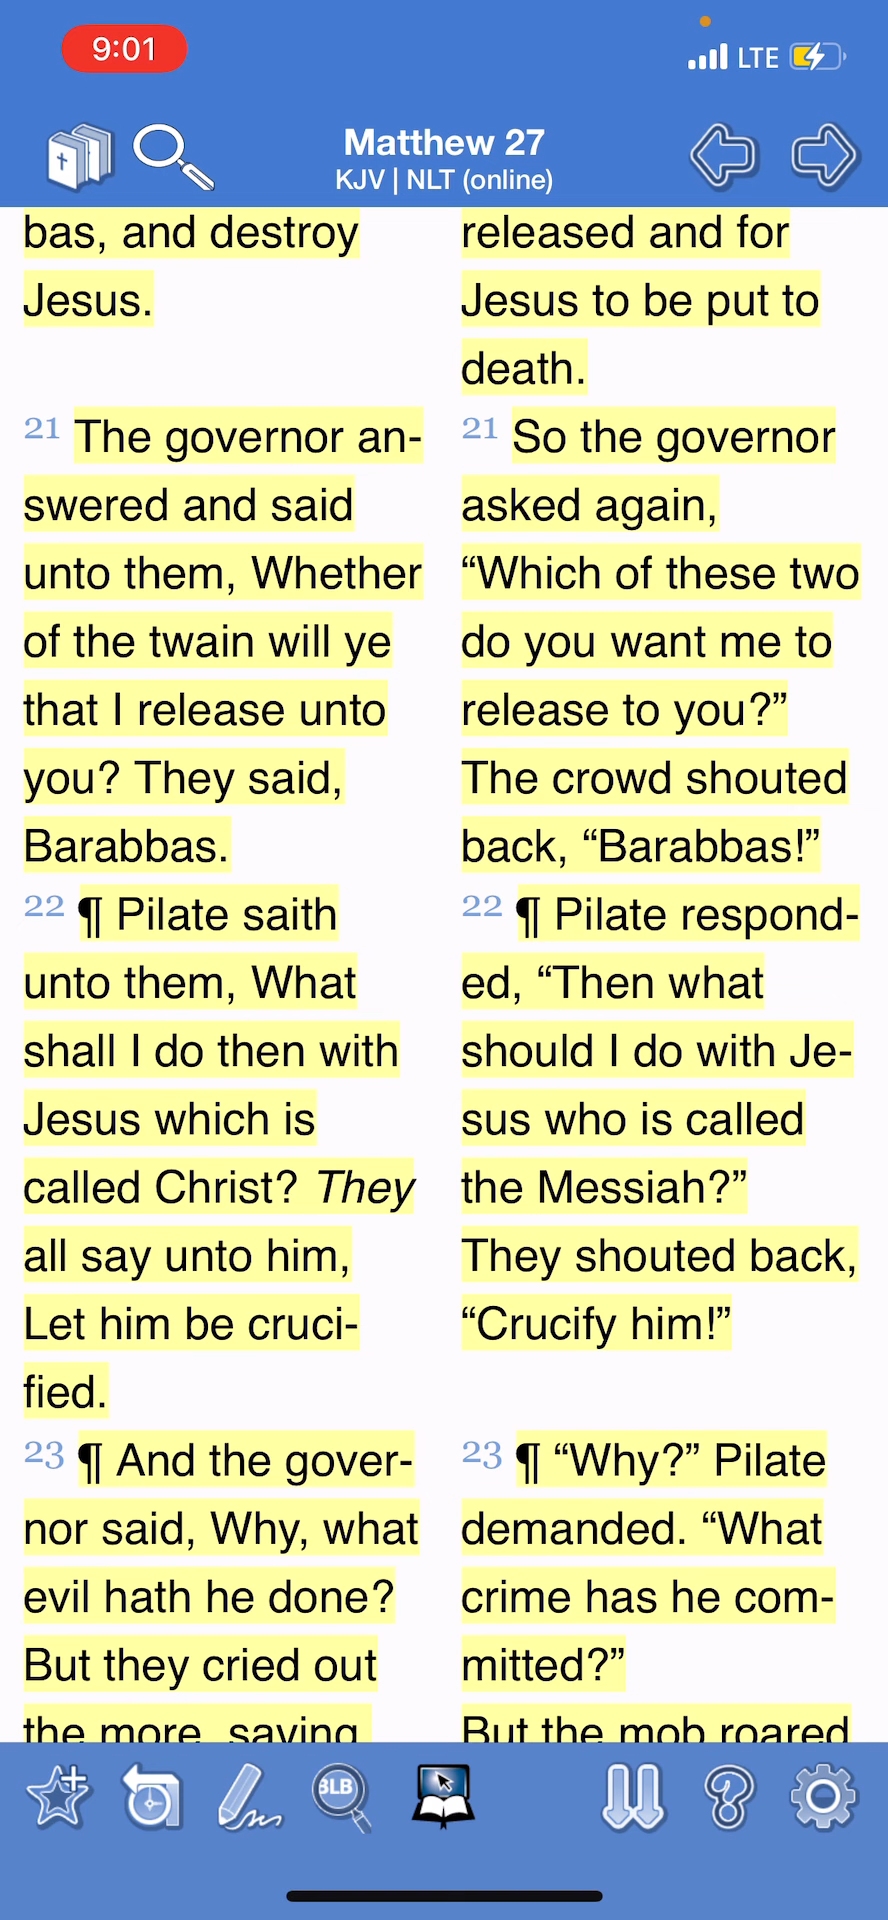 9:01
LTE
Matthew 27
KJV | NLT (online)
bas, and destroy
Jesus.
21 The governor an-
swered and said
unto them, Whether
of the twain will ye
that I release unto
you? They said,
Barabbas.
22 ¶ Pilate saith
unto them, What
shall I do then with
Jesus which is
called Christ? They
all say unto him,
Let him be cruci-
fied.
23 ¶ And the gover-
nor said, Why, what
evil hath he done?
But they cried out
the more, saying,
released and for
Jesus to be put to
death.
21 So the governor
asked again,
“Which of these two
do you want me to
release to you?”
The crowd shouted
back, “Barabbas!”
22 ¶ Pilate respond-
ed, “Then what
should I do with Je-
sus who is called
the Messiah?”
They shouted back,
“Crucify him!”
23 ¶ “Why?” Pilate
demanded. “What
crime has he com-
mitted?”
But the mob roared
BLB